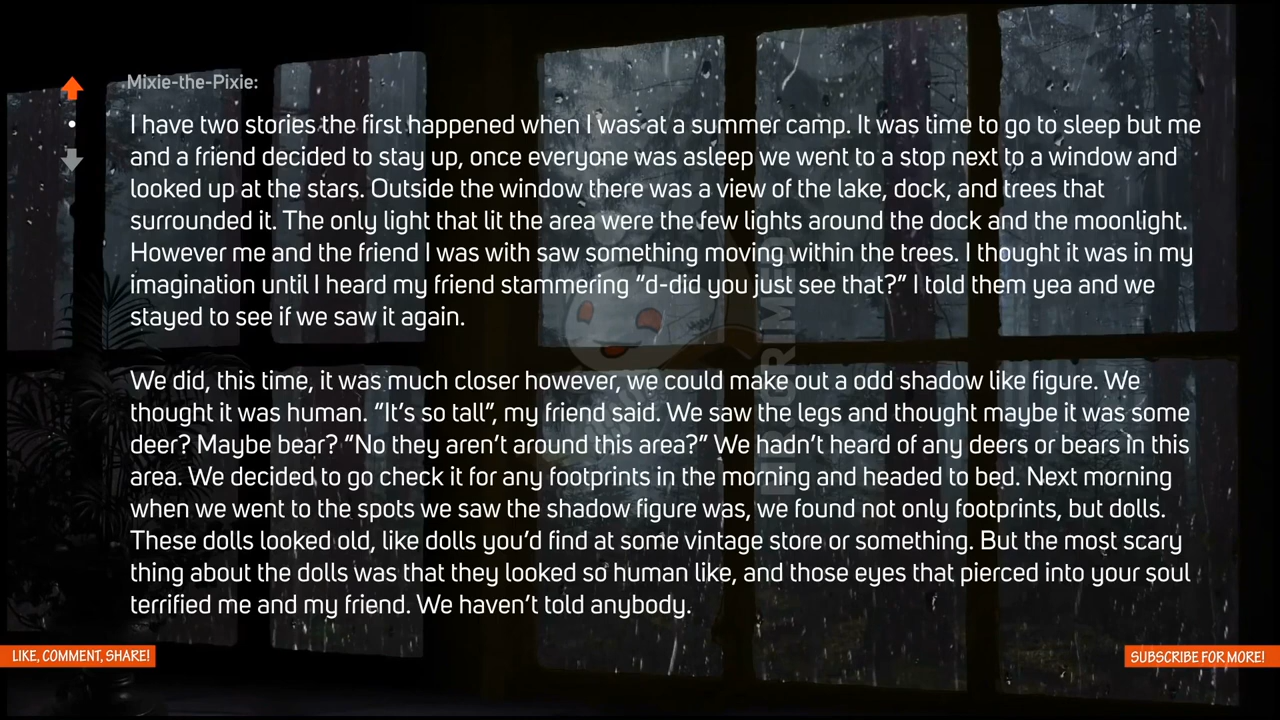 Mixie-the-Pixie:
I have two stories the first happened when I was at a summer camp. It was time to go to sleep but me
and a friend decided to stay up, once everyone was asleep we went to a stop next to a window and
looked up at the stars. Outside the window there was a view of the lake, dock, and trees that
surrounded it. The only light that lit the area were the few lights around the dock and the moonlight.
However me and the friend I was with saw something moving within the trees. I thought it was in my
imagination until I heard my friend stammering “d-did you just see that?” I told them yea and we
stayed to see if we saw it again.
We did, this time, it was much closer however, we could make out a odd shadow like figure. We
thought it was human. “It’s so tall”, my friend said. We saw the legs and thought maybe it was some
deer? Maybe bear? “No they aren’t around this area?” We hadn’t heard of any deers or bears in this
area. We decided to go check it for any footprints in the morning and headed to bed. Next morning
when we went to the spots we saw the shadow figure was, we found not only footprints, but dolls.
These dolls looked old, like dolls you’d find at some vintage store or something. But the most scary
thing about the dolls was that they looked so human like, and those eyes that pierced into your soul
terrified me and my friend. We haven’t told anybody.
LIKE, COMMENT, SHARE!
SUBSCRIBE FOR MORE!